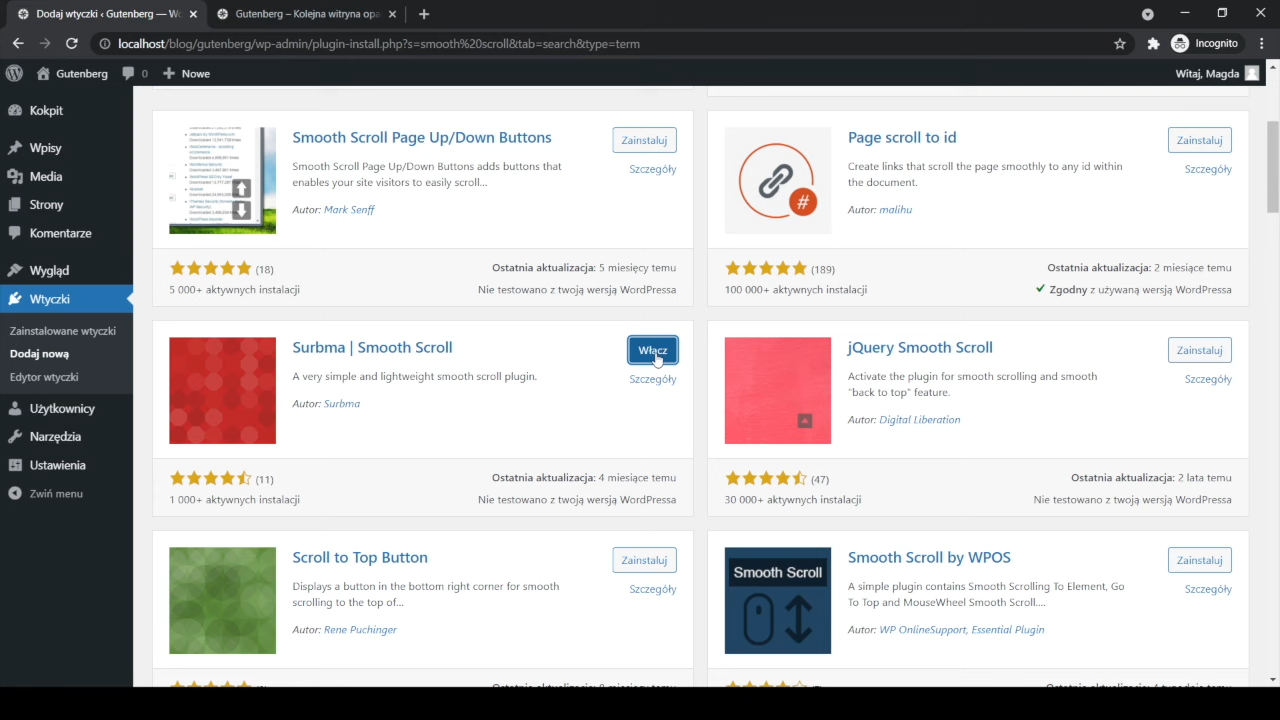 Dodaj wtyczki ‹ Gutenberg — Wo
Gutenberg – Kolejna witryna opa
localhost/blog/gutenberg/wp-admin/plugin-install.php?s=smooth%20scroll&tab=search&type=term
Incognito
Gutenberg
0
Nowe
Witaj, Magda
Kokpit
Wpisy
Media
Strony
Komentarze
Wygląd
Wtyczki
Zainstalowane wtyczki
Dodaj nową
Edytor wtyczki
Użytkownicy
Narzędzia
Ustawienia
Zwiń menu
Smooth Scroll Page Up/Down Buttons
Zainstaluj
Smooth Scroll Page Up/Down Buttons adds buttons that
enables your site visitors to easily scroll…
Szczegóły
Autor: Mark Senff
(18)
Ostatnia aktualizacja: 5 miesięcy temu
5 000+ aktywnych instalacji
Nie testowano z twoją wersją WordPressa
Page scroll to id
Zainstaluj
Create links that scroll the page smoothly to any id within
the document.
Szczegóły
Autor: malihu
#
(189)
Ostatnia aktualizacja: 2 miesiące temu
100 000+ aktywnych instalacji
Zgodny z używaną wersją WordPressa
Surbma | Smooth Scroll
Włącz
A very simple and lightweight smooth scroll plugin.
Szczegóły
Autor: Surbma
(11)
Ostatnia aktualizacja: 4 miesiące temu
1 000+ aktywnych instalacji
Nie testowano z twoją wersją WordPressa
jQuery Smooth Scroll
Zainstaluj
Activate the plugin for smooth scrolling and smooth
"back to top" feature.
Szczegóły
Autor: Digital Liberation
(47)
Ostatnia aktualizacja: 2 lata temu
30 000+ aktywnych instalacji
Nie testowano z twoją wersją WordPressa
Scroll to Top Button
Zainstaluj
Displays a button in the bottom right corner for smooth
scrolling to the top of…
Szczegóły
Autor: Rene Puchinger
Smooth Scroll by WPOS
Zainstaluj
Smooth Scroll
A simple plugin contains Smooth Scrolling To Element, Go
To Top and MouseWheel Smooth Scroll.…
Szczegóły
Autor: WP OnlineSupport, Essential Plugin